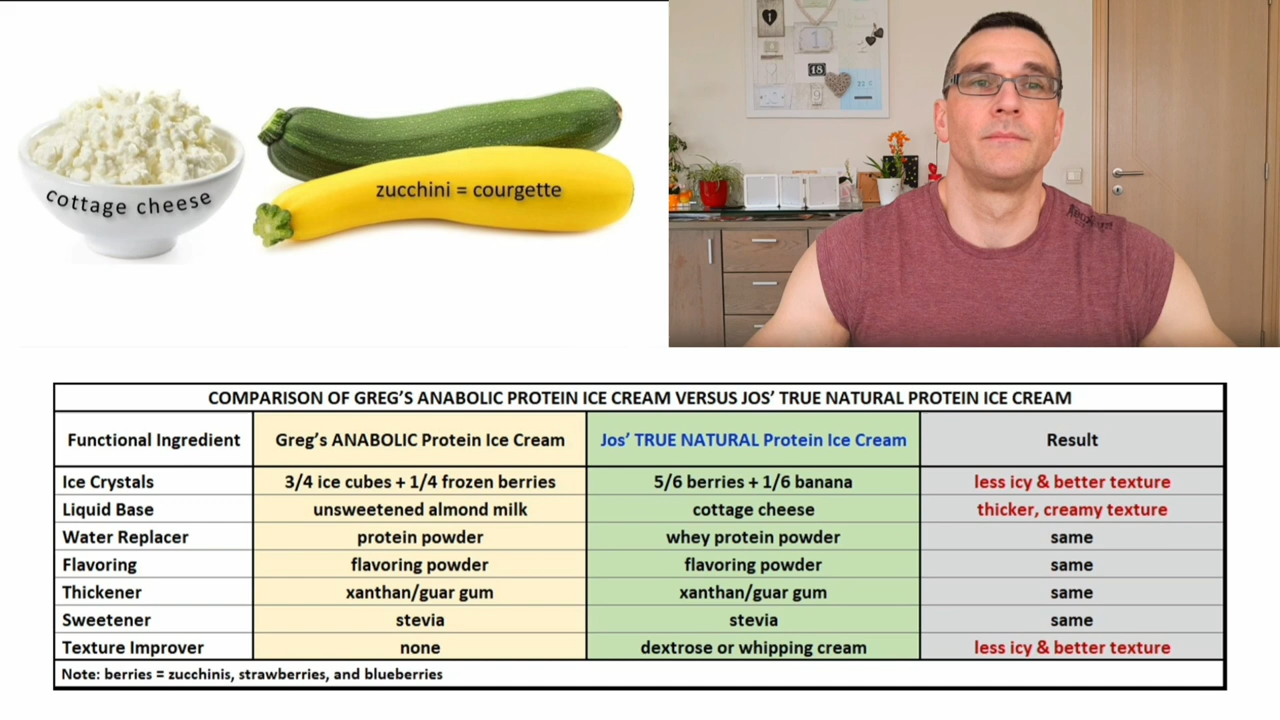 cottage cheese
zucchini = courgette
1
18
COMPARISON OF GREG'S ANABOLIC PROTEIN ICE CREAM VERSUS JOS' TRUE NATURAL PROTEIN ICE CREAM
Functional Ingredient Greg's ANABOLIC Protein Ice Cream Jos' TRUE NATURAL Protein Ice Cream Result
Ice Crystals 3/4 ice cubes + 1/4 frozen berries 5/6 berries + 1/6 banana less icy & better texture
Liquid Base unsweetened almond milk cottage cheese thicker, creamy texture
Water Replacer protein powder whey protein powder same
Flavoring flavoring powder flavoring powder same
Thickener xanthan/guar gum xanthan/guar gum same
Sweetener stevia stevia same
Texture Improver none dextrose or whipping cream less icy & better texture
Note: berries = zucchinis, strawberries, and blueberries